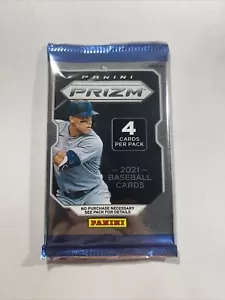 PANINI
PRIZM
4
CARDS
PER PACK
2021
BASEBALL
CARDS
NO PURCHASE NECESSARY
SEE PACK FOR DETAILS
PANINI